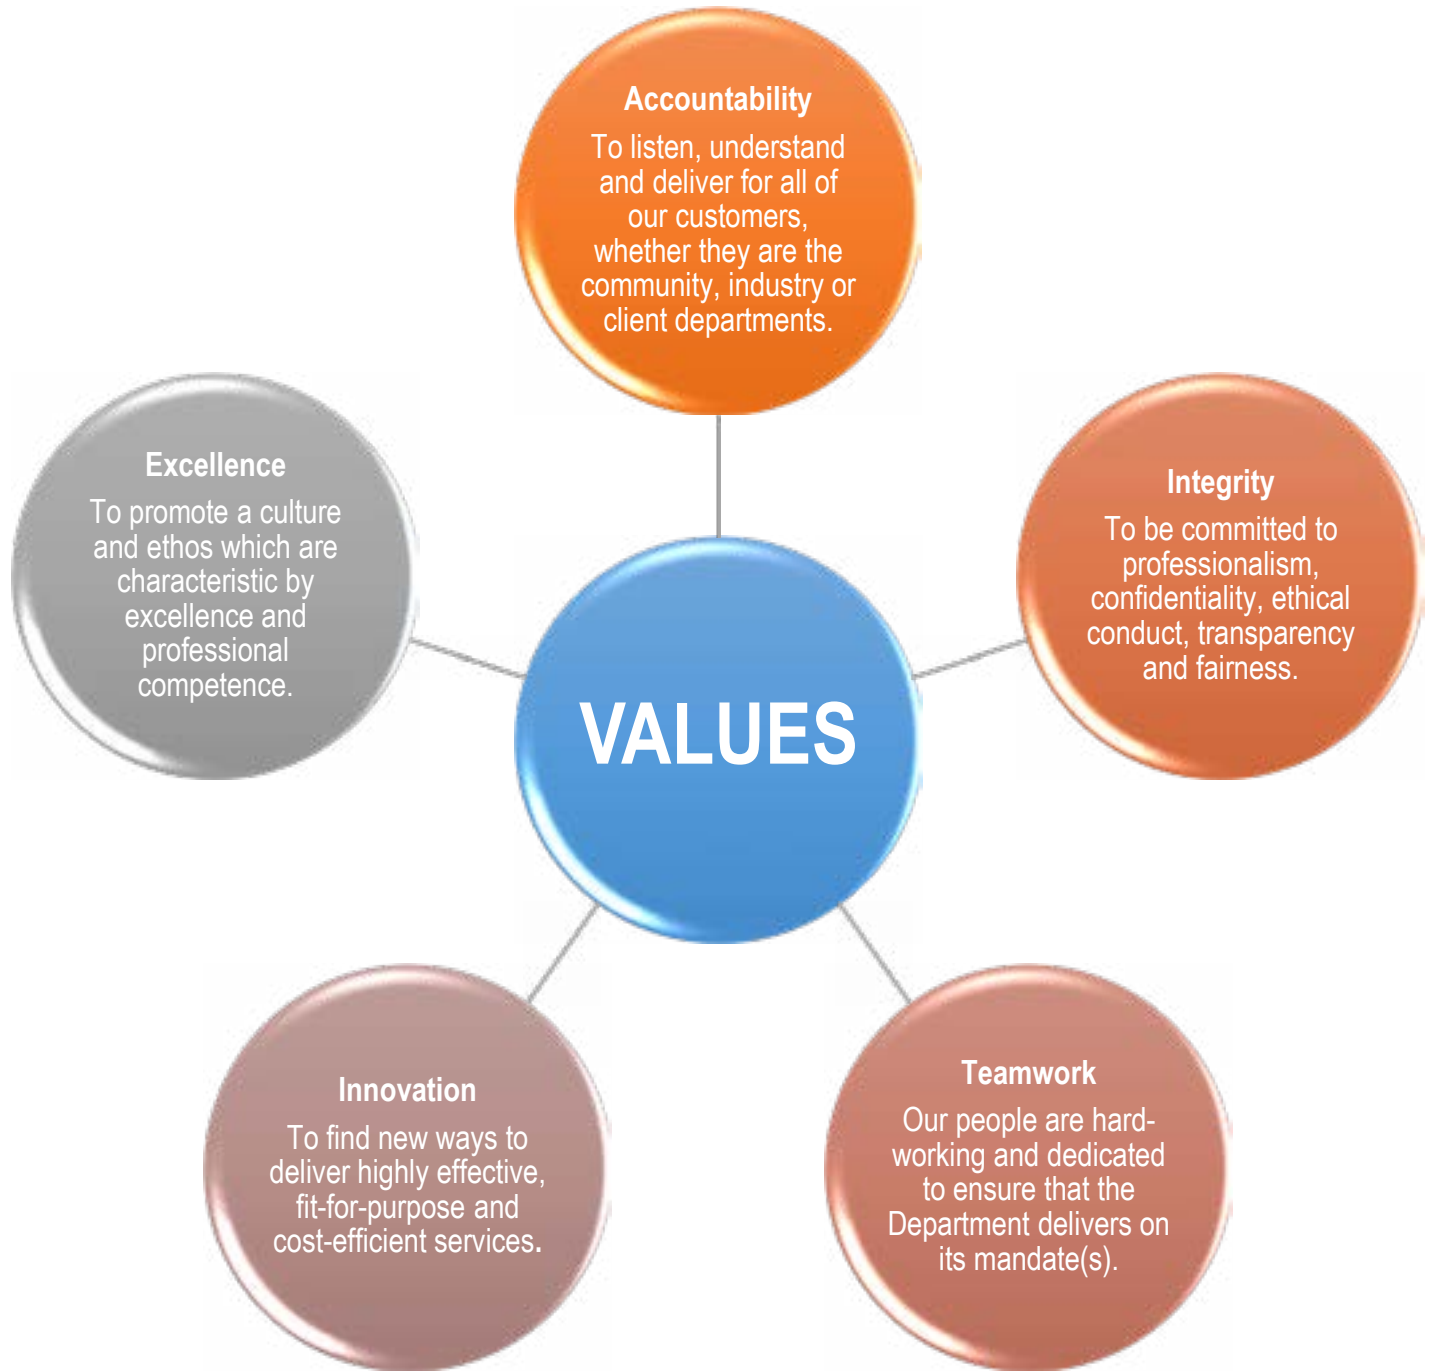 Accountability
To listen, understand
and deliver for all of
our customers,
whether they are the
community, industry or
client departments.
Integrity
To be committed to
professionalism,
confidentiality, ethical
conduct, transparency
and fairness.
Teamwork
Our people are hard-
working and dedicated
to ensure that the
Department delivers on
its mandate(s).
Innovation
To find new ways to
deliver highly effective,
fit-for-purpose and
cost-efficient services.
Excellence
To promote a culture
and ethos which are
characteristic by
excellence and
professional
competence.
VALUES